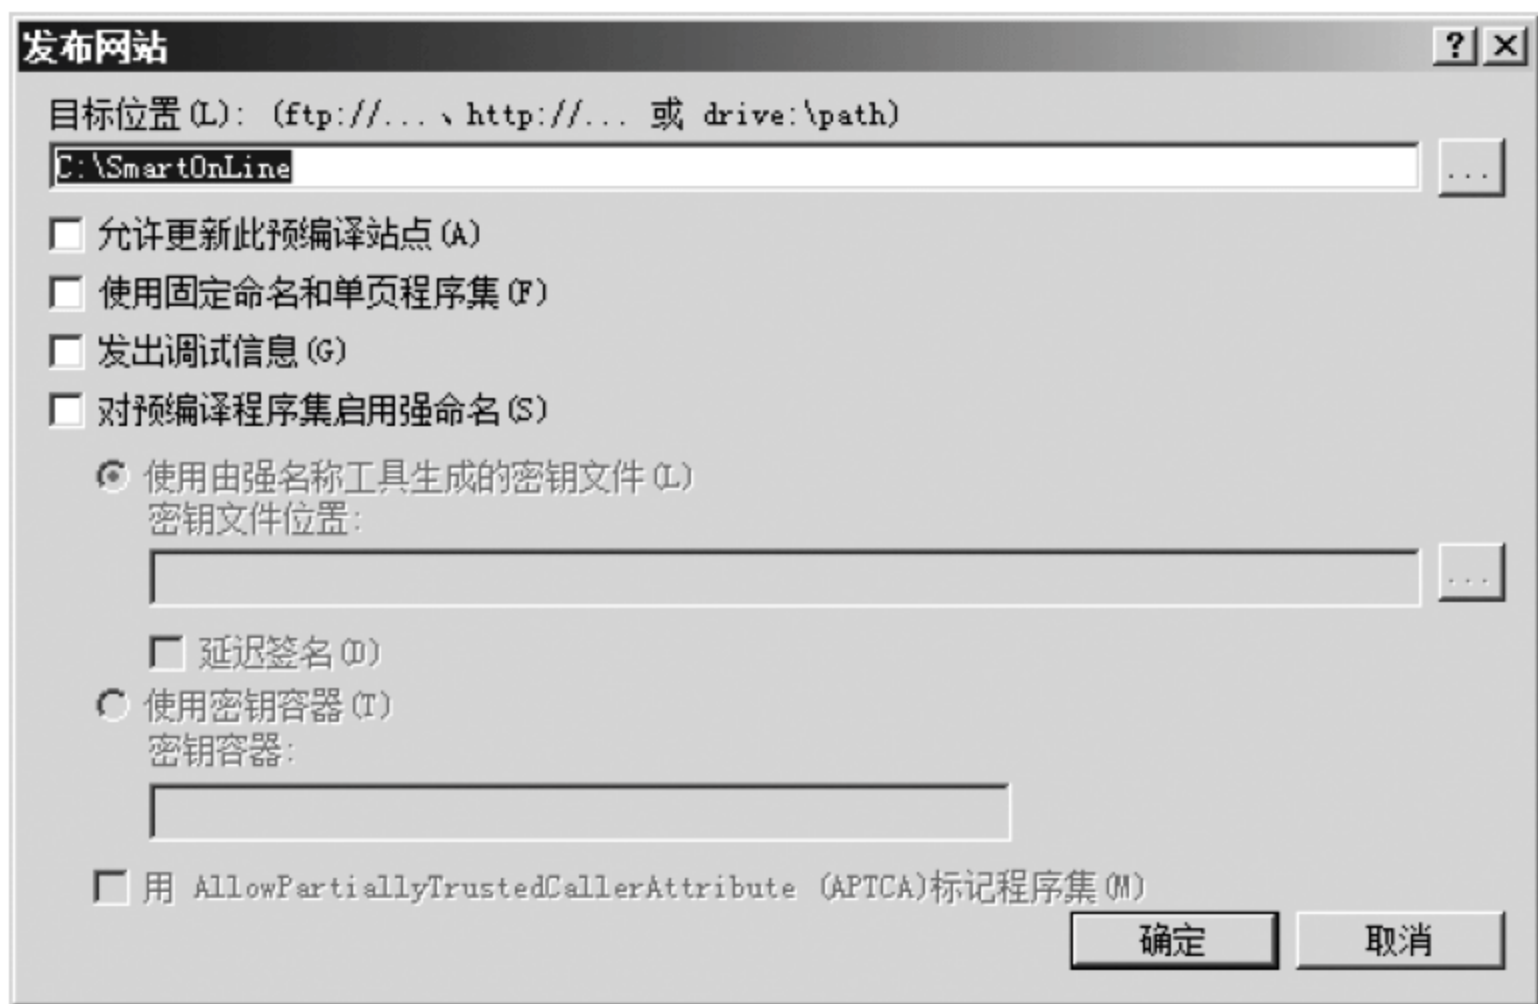 发布网站
目标位置(L): (ftp://...、http://... 或 drive:\path)
C:\SmartOnLine
...
允许更新此预编译站点(A)
使用固定命名和单页程序集(F)
发出调试信息(G)
对预编译程序集启用强命名(S)
使用由强名称工具生成的密钥文件(L)
密钥文件位置:
...
延迟签名(D)
使用密钥容器(T)
密钥容器:
用 AllowPartiallyTrustedCallerAttribute (APTCA)标记程序集(M)
确定 取消